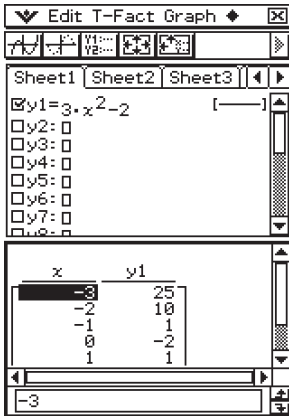 Edit T-Fact Graph
Sheet1 Sheet2 Sheet3
y1=3·x²-2 [—]
y2:
y3:
y4:
y5:
y6:
y7:
y8:
x y1
-3 25
-2 10
-1 1
0 -2
1 1
-3